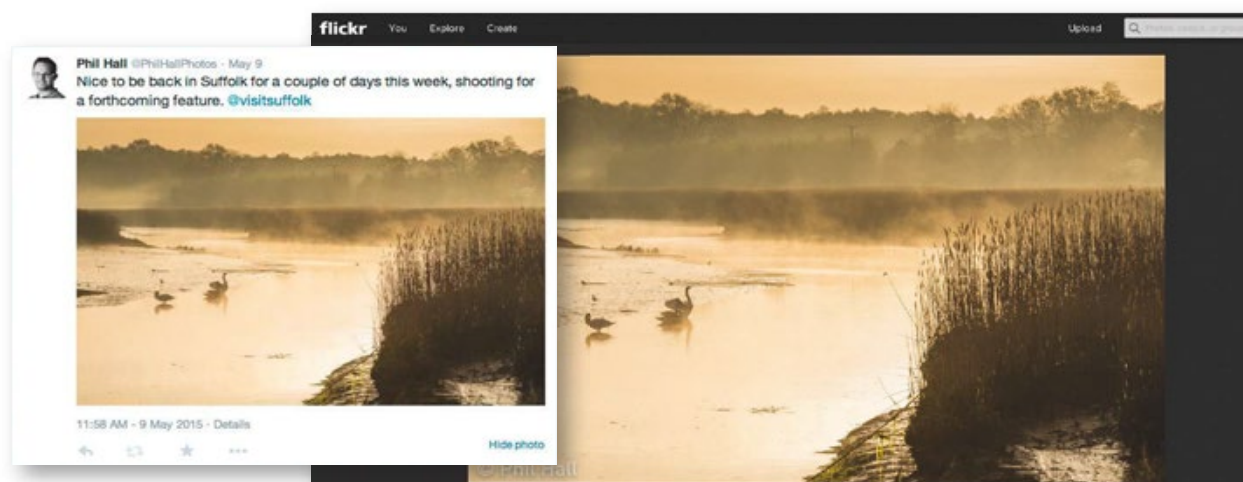 flickr You Explore Create Upload
Phil Hall @PhilHallPhotos · May 9
Nice to be back in Suffolk for a couple of days this week, shooting for
a forthcoming feature. @visitsuffolk
11:58 AM - 9 May 2015 · Details
Hide photo
© Phil Hall